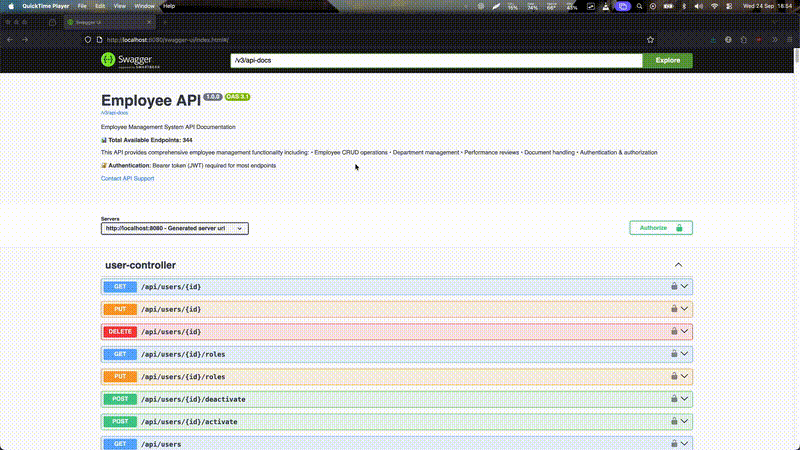 QuickTime Player File Edit View Window Help
Wed 24 Sep 18:54
Swagger UI
http://localhost:8080/swagger-ui/index.html#/
Swagger
/v3/api-docs
Explore
Employee API 1.0.0 OAS 3.1
/v3/api-docs
Employee Management System API Documentation
Total Available Endpoints: 344
This API provides comprehensive employee management functionality including: • Employee CRUD operations • Department management • Performance reviews • Document handling • Authentication & authorization
Authentication: Bearer token (JWT) required for most endpoints
Contact API Support
Servers
http://localhost:8080 - Generated server url
Authorize
user-controller
GET /api/users/{id}
PUT /api/users/{id}
DELETE /api/users/{id}
GET /api/users/{id}/roles
PUT /api/users/{id}/roles
POST /api/users/{id}/deactivate
POST /api/users/{id}/activate
GET /api/users